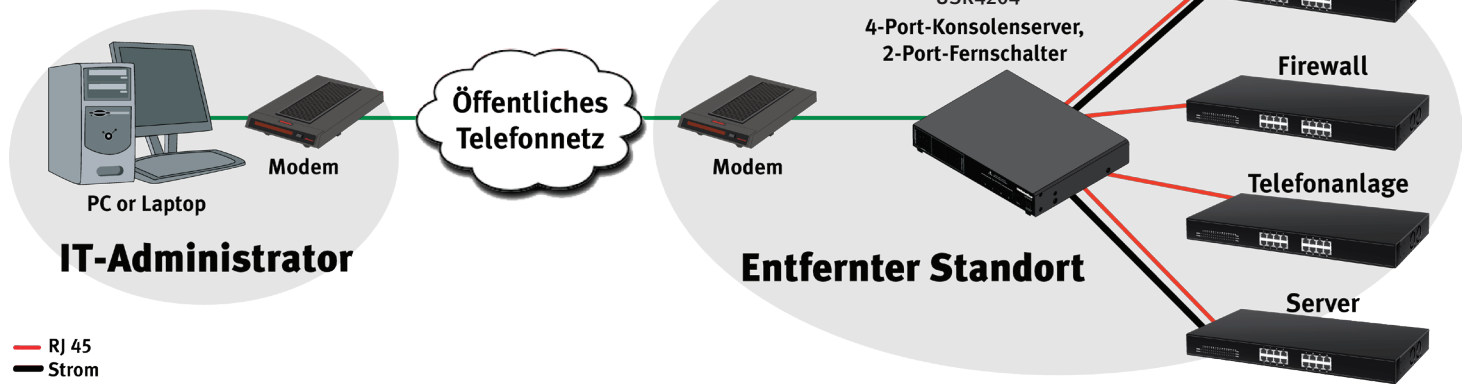 4-Port-Konsolenserver,
2-Port-Fernschalter
Firewall
Öffentliches
Telefonnetz
Modem
Modem
PC or Laptop
Telefonanlage
IT-Administrator
Entfernter Standort
Server
RJ 45
Strom